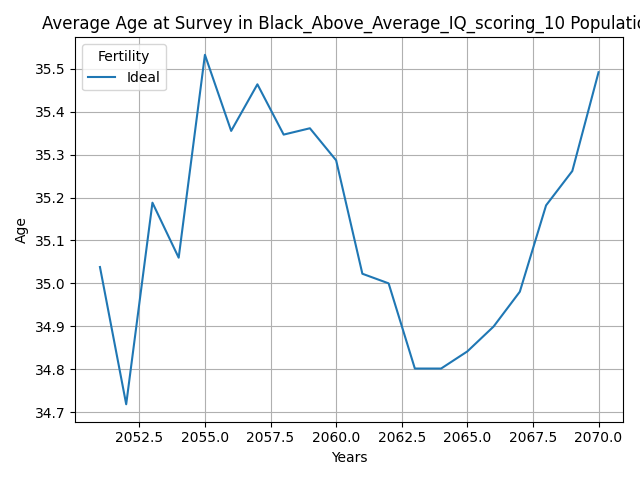 Average Age at Survey in Black_Above_Average_IQ_scoring_10 Populatio
Fertility
Ideal
35.5
35.4
35.3
35.2
35.1
35.0
34.9
34.8
34.7
Age
2052.5 2055.0 2057.5 2060.0 2062.5 2065.0 2067.5 2070.0
Years